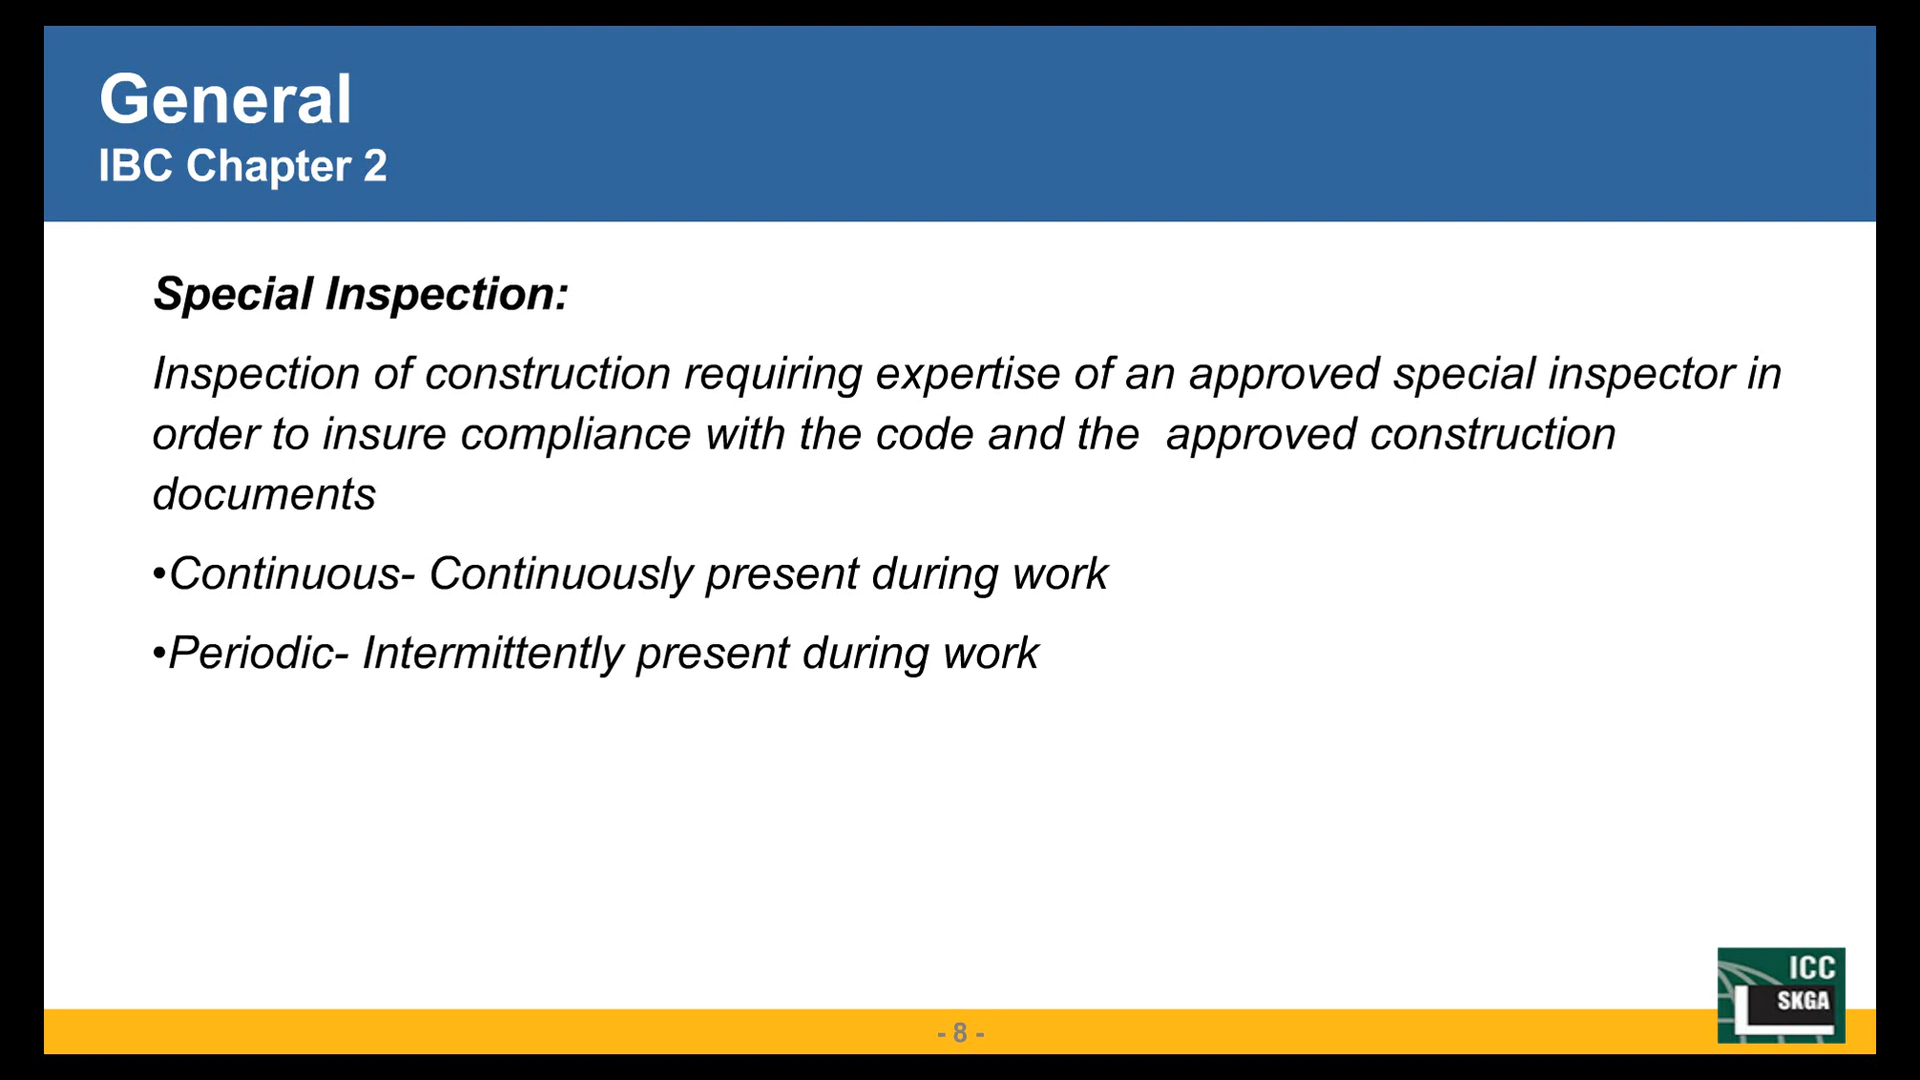 General
IBC Chapter 2
Special Inspection:
Inspection of construction requiring expertise of an approved special inspector in
order to insure compliance with the code and the  approved construction
documents
•Continuous- Continuously present during work
•Periodic- Intermittently present during work
ICC
SKGA
- 8 -